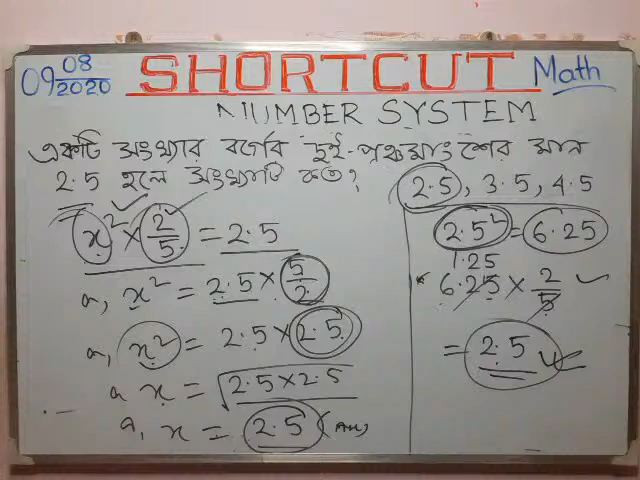 09 08/2020 SHORTCUT Math
NUMBER SYSTEM
একটি সংখ্যার বর্গের দুই-পঞ্চমাংশের মান
2.5 হলে সংখ্যাটি কত?
x² × 2/5 = 2.5
a, x² = 2.5 × 5/2
a, x² = 2.5 × 2.5
a x = √2.5×2.5
a, x = 2.5 (Ans)
2.5, 3.5, 4.5
2.5² = 6.25
1.25
6.25 × 2/5
= 2.5